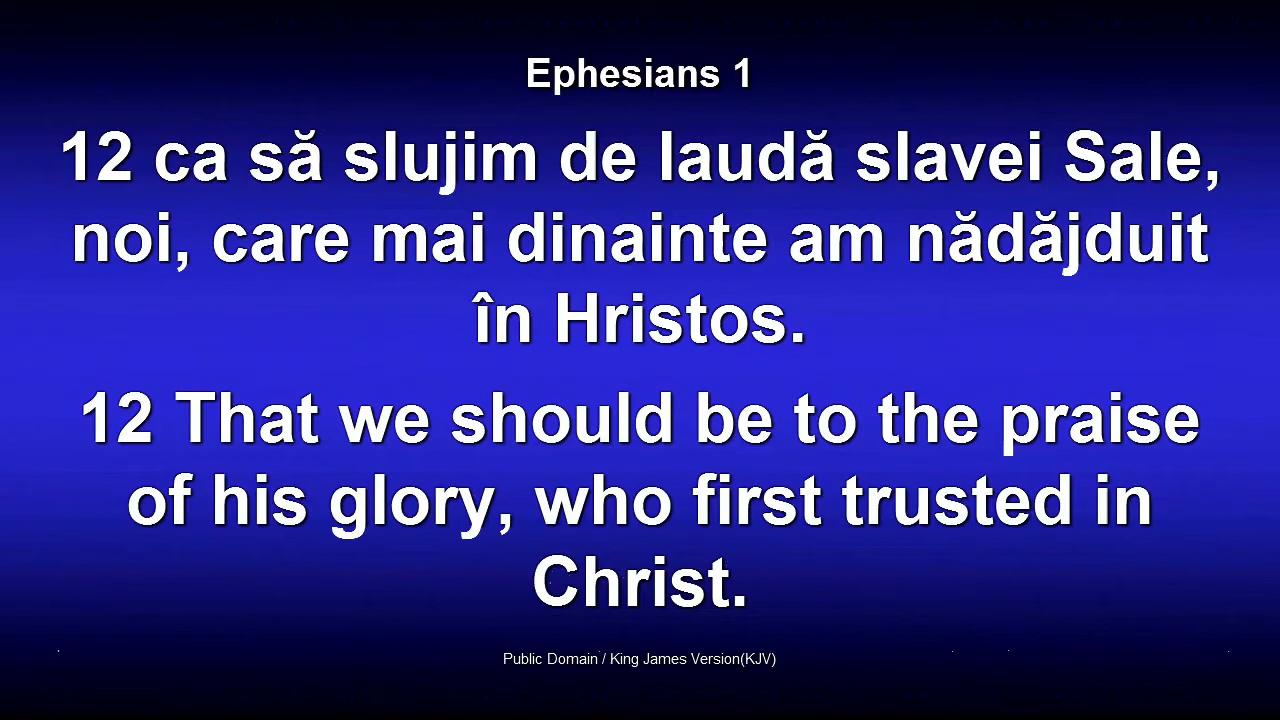 Ephesians 1
12 ca să slujim de laudă slavei Sale,
noi, care mai dinainte am nădăjduit
în Hristos.
12 That we should be to the praise
of his glory, who first trusted in
Christ.
Public Domain / King James Version(KJV)